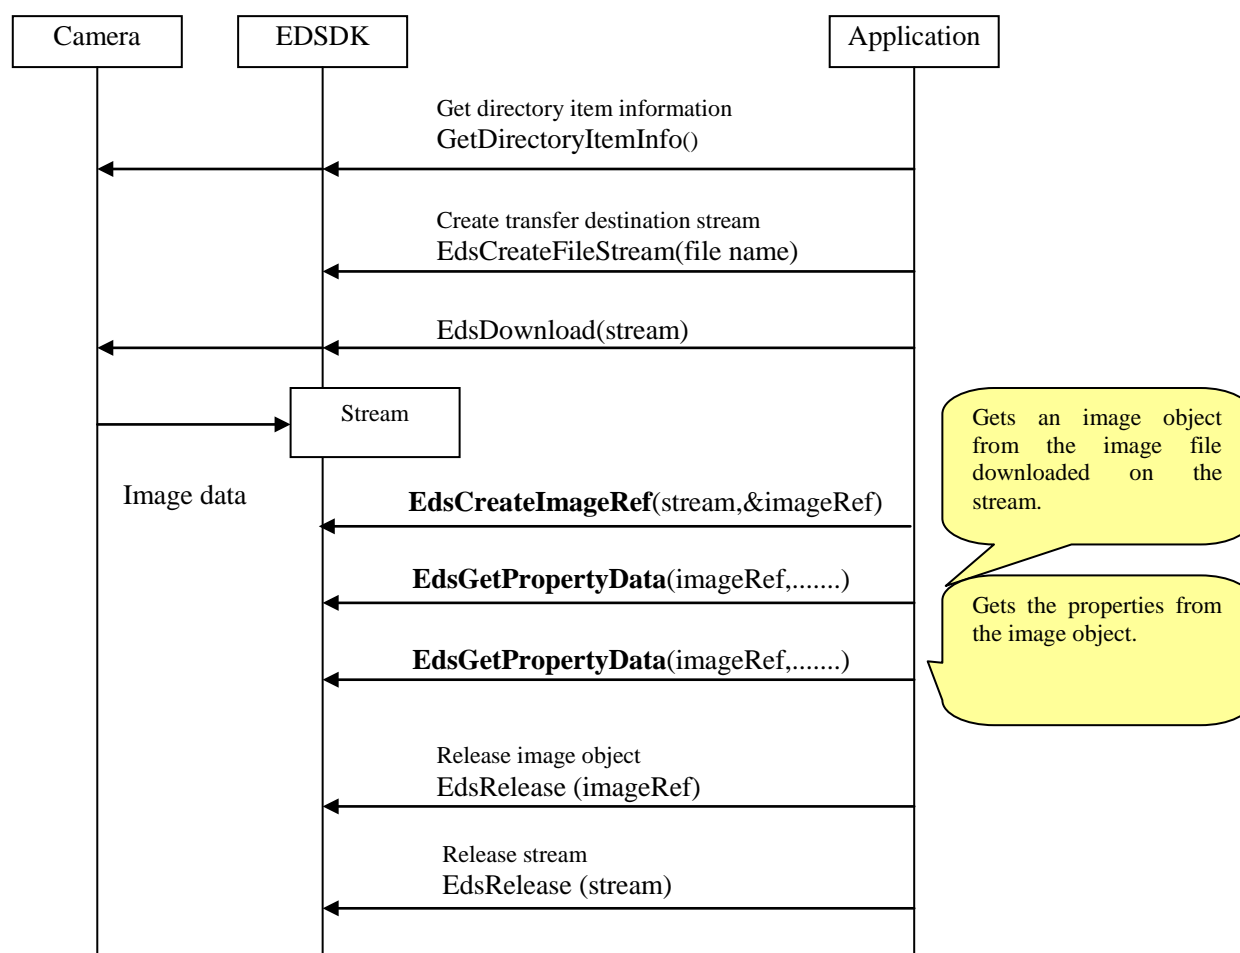 Camera
EDSDK
Application
Get directory item information
GetDirectoryItemInfo()
Create transfer destination stream
EdsCreateFileStream(file name)
EdsDownload(stream)
Stream
Image data
Gets an image object
from the image file
downloaded on the
stream.
EdsCreateImageRef(stream,&imageRef)
EdsGetPropertyData(imageRef,.......)
Gets the properties from
the image object.
EdsGetPropertyData(imageRef,.......)
Release image object
EdsRelease (imageRef)
Release stream
EdsRelease (stream)